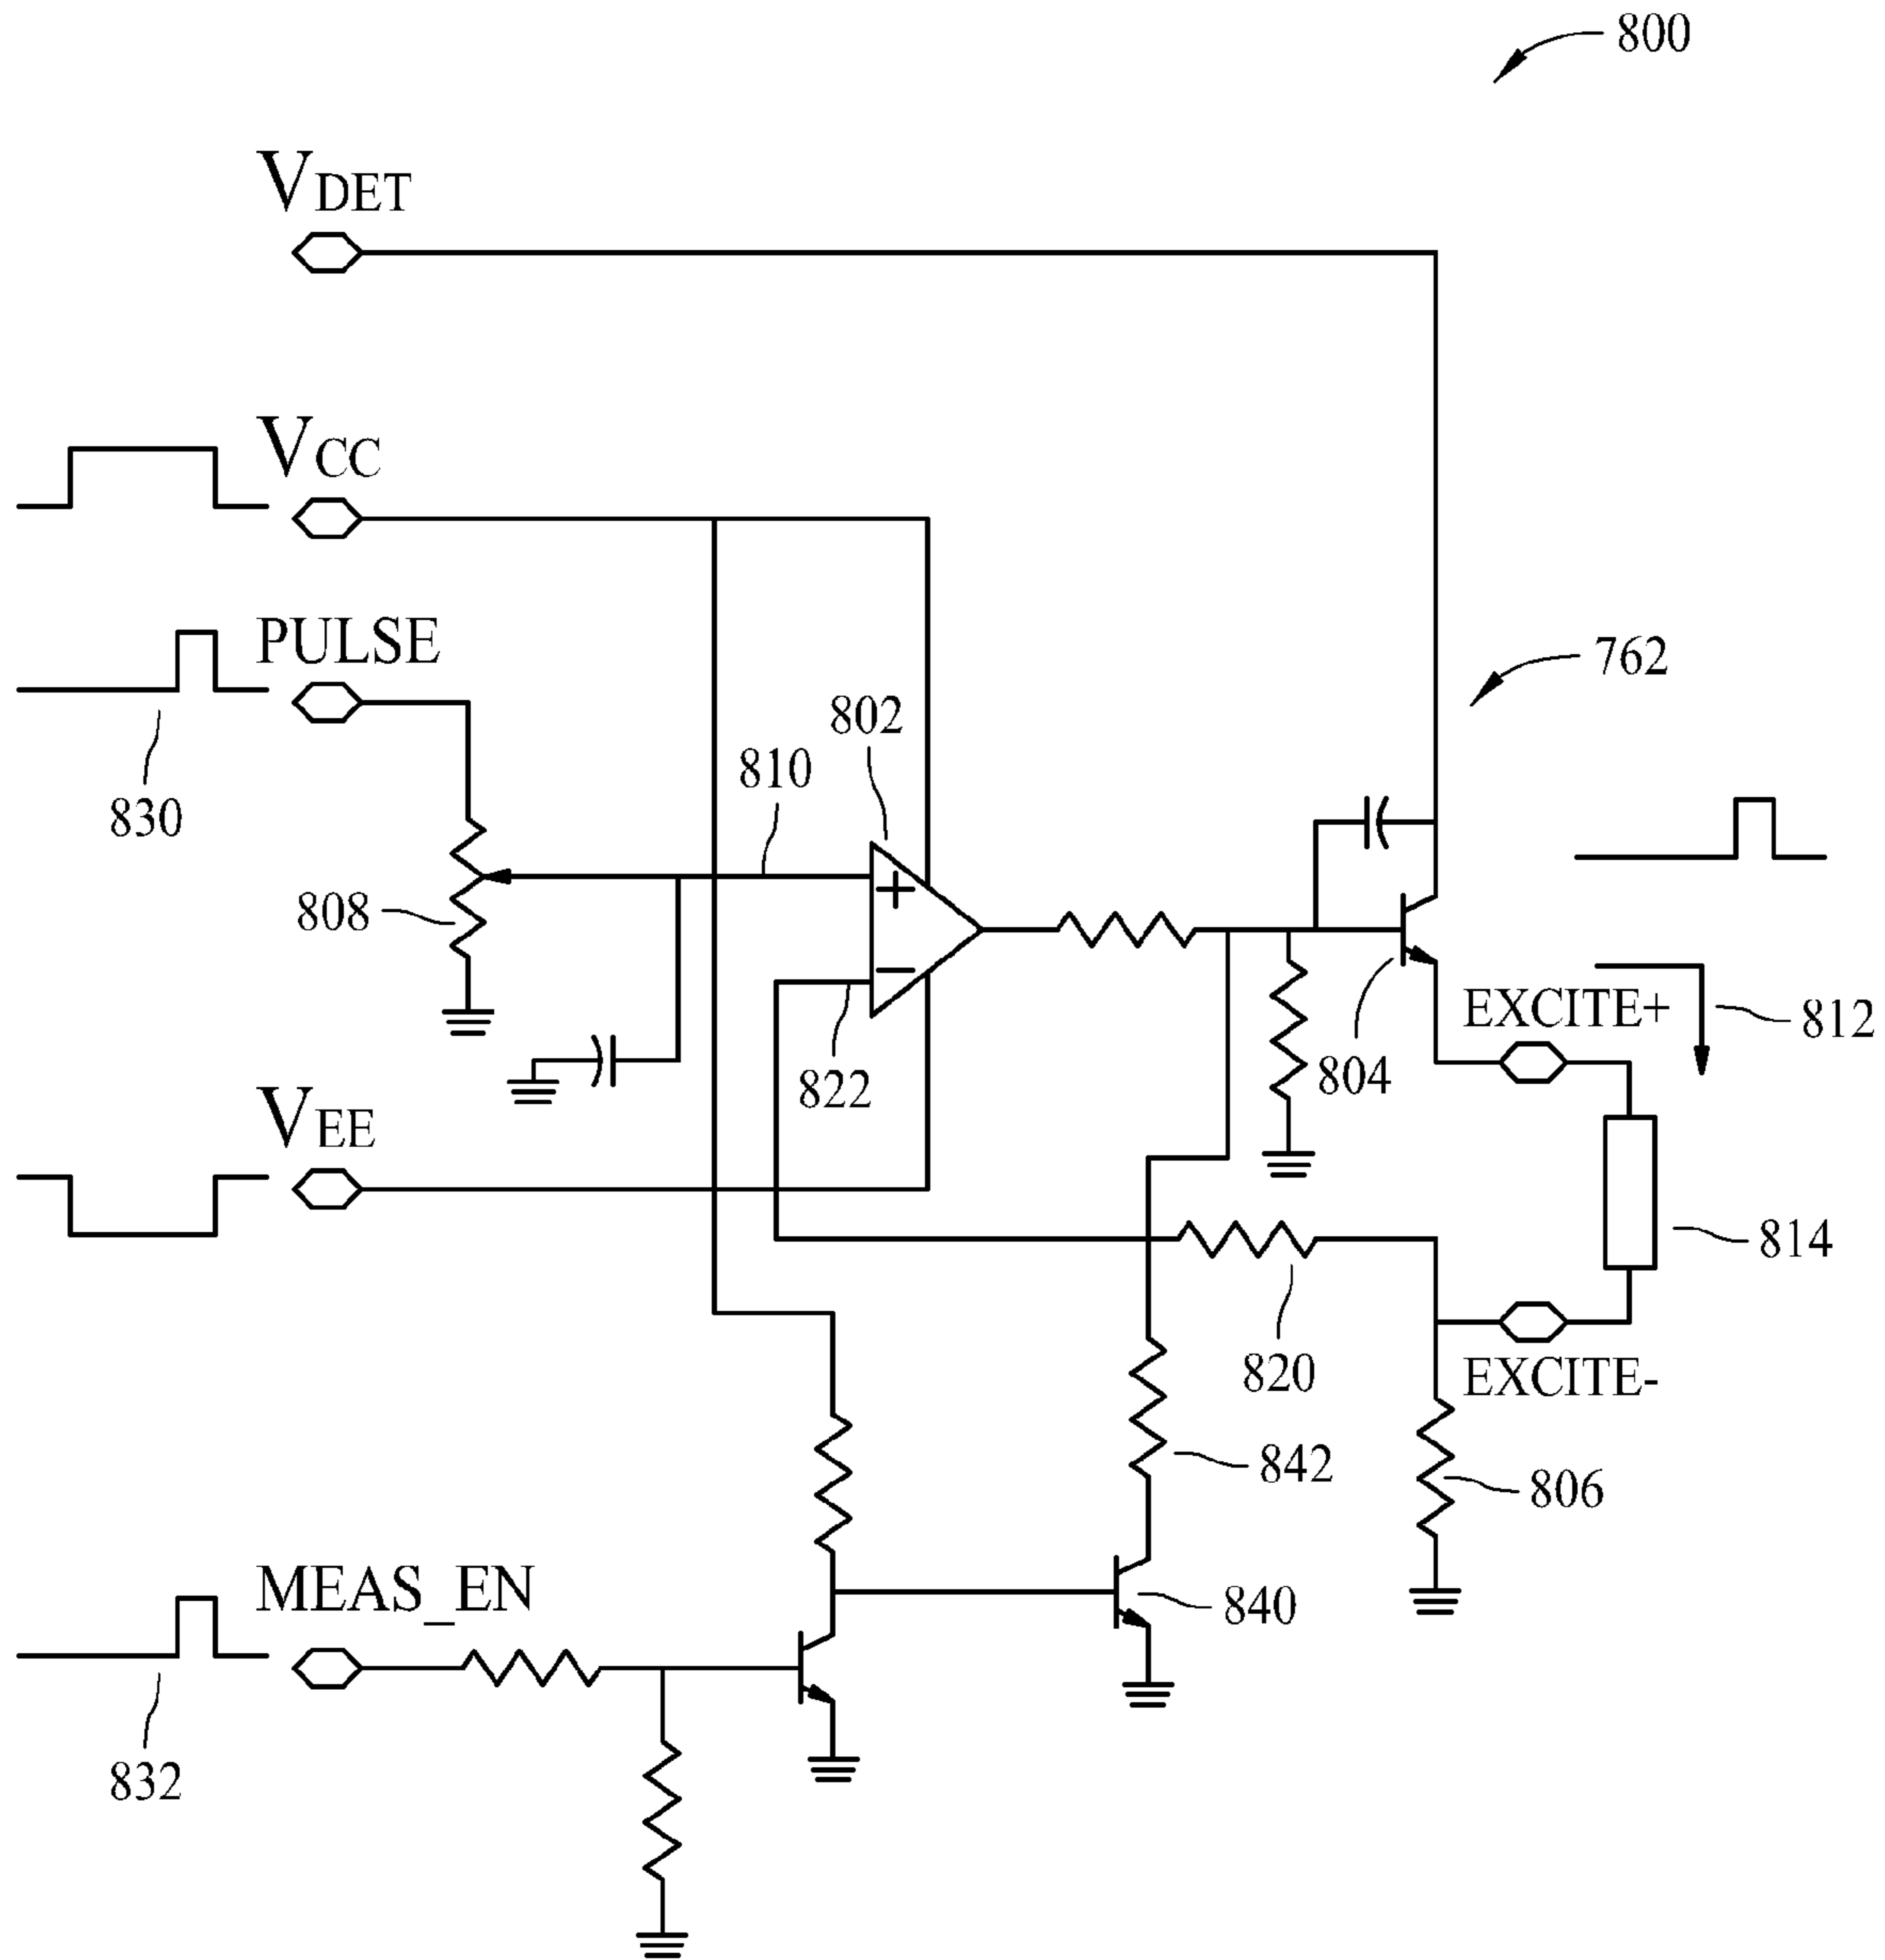 800
VDET
VCC
PULSE
762
802
810
830
808
EXCITE+
812
804
822
VEE
814
820
EXCITE-
842
806
MEAS_EN
840
832